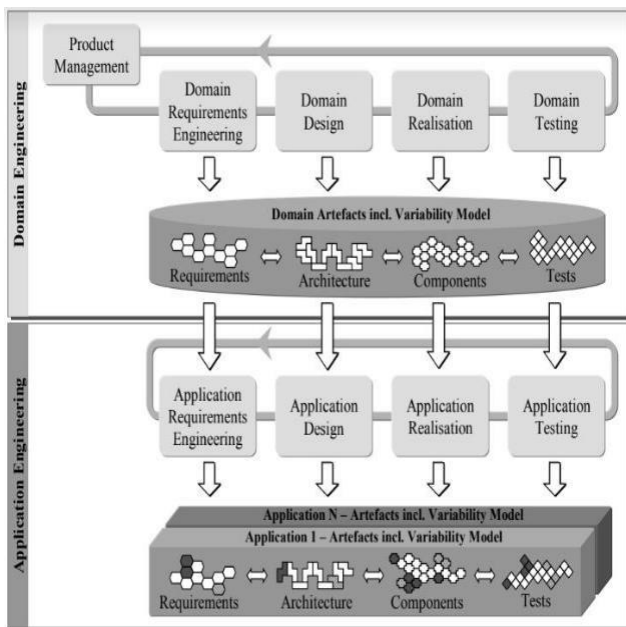 Domain Engineering
Product
Management
Domain
Requirements
Engineering
Domain
Design
Domain
Realisation
Domain
Testing
Domain Artefacts incl. Variability Model
Requirements
Architecture
Components
Tests
Application Engineering
Application
Requirements
Engineering
Application
Design
Application
Realisation
Application
Testing
Application N – Artefacts incl. Variability Model
Application 1 – Artefacts incl. Variability Model
Requirements
Architecture
Components
Tests